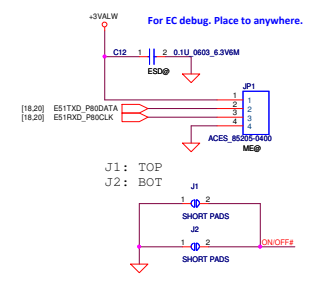 +3VALW
For EC debug. Place to anywhere.
C12 1 2 0.1U_0603_6.3V6M
ESD@
JP1
1 1
[18,20] E51TXD_P80DATA 2 2
[18,20] E51RXD_P80CLK 3 3
4 4
ACES_85205-0400
ME@
J1: TOP
J2: BOT
J1
1 2
SHORT PADS
J2
1 2 ON/OFF#
SHORT PADS